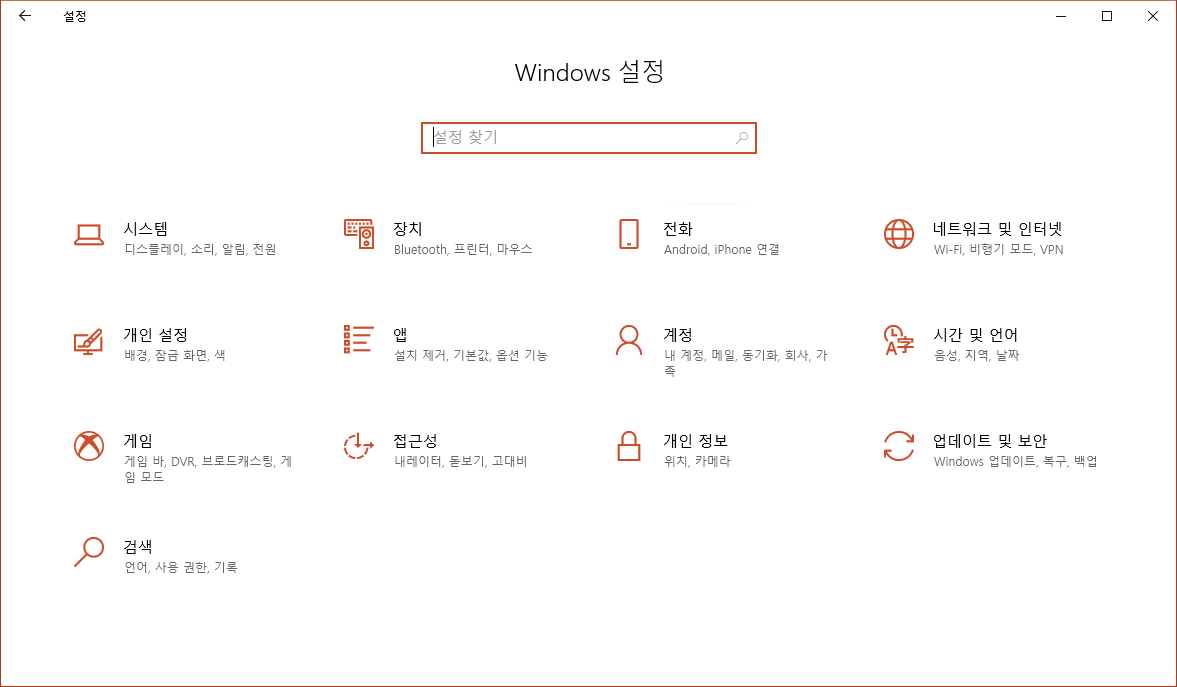 설정
Windows 설정
설정 찾기
시스템
디스플레이, 소리, 알림, 전원
장치
Bluetooth, 프린터, 마우스
전화
Android, iPhone 연결
네트워크 및 인터넷
Wi-Fi, 비행기 모드, VPN
개인 설정
배경, 잠금 화면, 색
앱
설치 제거, 기본값, 옵션 기능
계정
내 계정, 메일, 동기화, 회사, 가
족
시간 및 언어
음성, 지역, 날짜
게임
게임 바, DVR, 브로드캐스팅, 게
임 모드
접근성
내레이터, 돋보기, 고대비
개인 정보
위치, 카메라
업데이트 및 보안
Windows 업데이트, 복구, 백업
검색
언어, 사용 권한, 기록